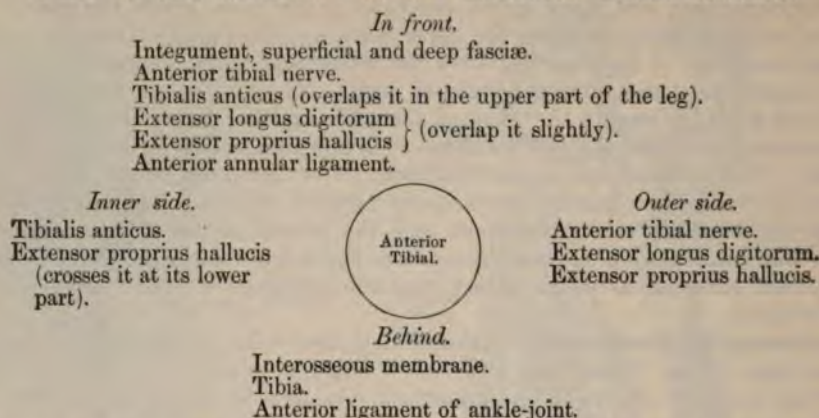 In front.
Integument, superficial and deep fasciæ.
Anterior tibial nerve.
Tibialis anticus (overlaps it in the upper part of the leg).
Extensor longus digitorum } (overlap it slightly).
Extensor proprius hallucis
Anterior annular ligament.
Inner side.
Tibialis anticus.
Extensor proprius hallucis
(crosses it at its lower
part).
Anterior
Tibial.
Outer side.
Anterior tibial nerve.
Extensor longus digitorum.
Extensor proprius hallucis.
Behind.
Interosseous membrane.
Tibia.
Anterior ligament of ankle-joint.